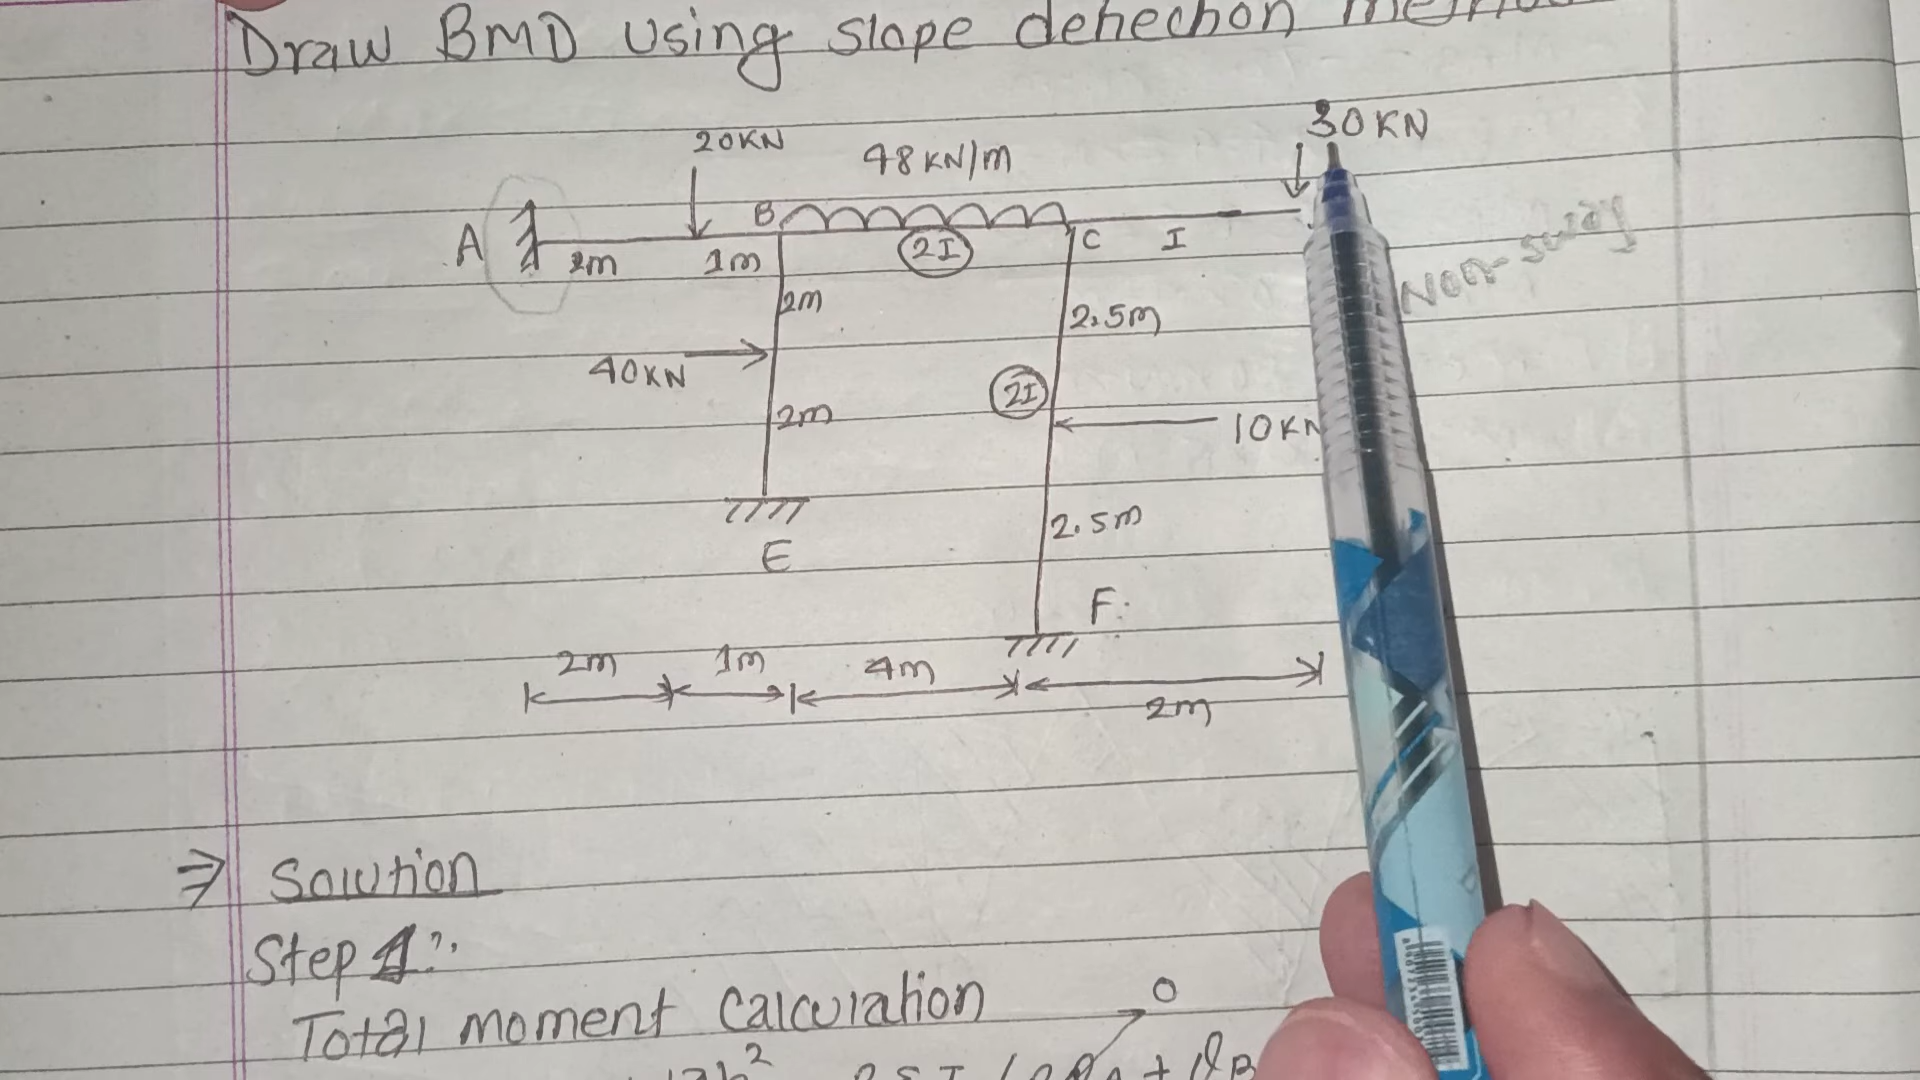 Draw BMD using slope deflection
30KN
20KN
48 KN/m
B
A
2m
1m
2I
C
I
Non-sway
2m
2.5m
40KN
2I
2m
10KN
2.5m
E
F.
2m
1m
4m
2m
⇒ Solution
Step 1:
Total moment calculation
0